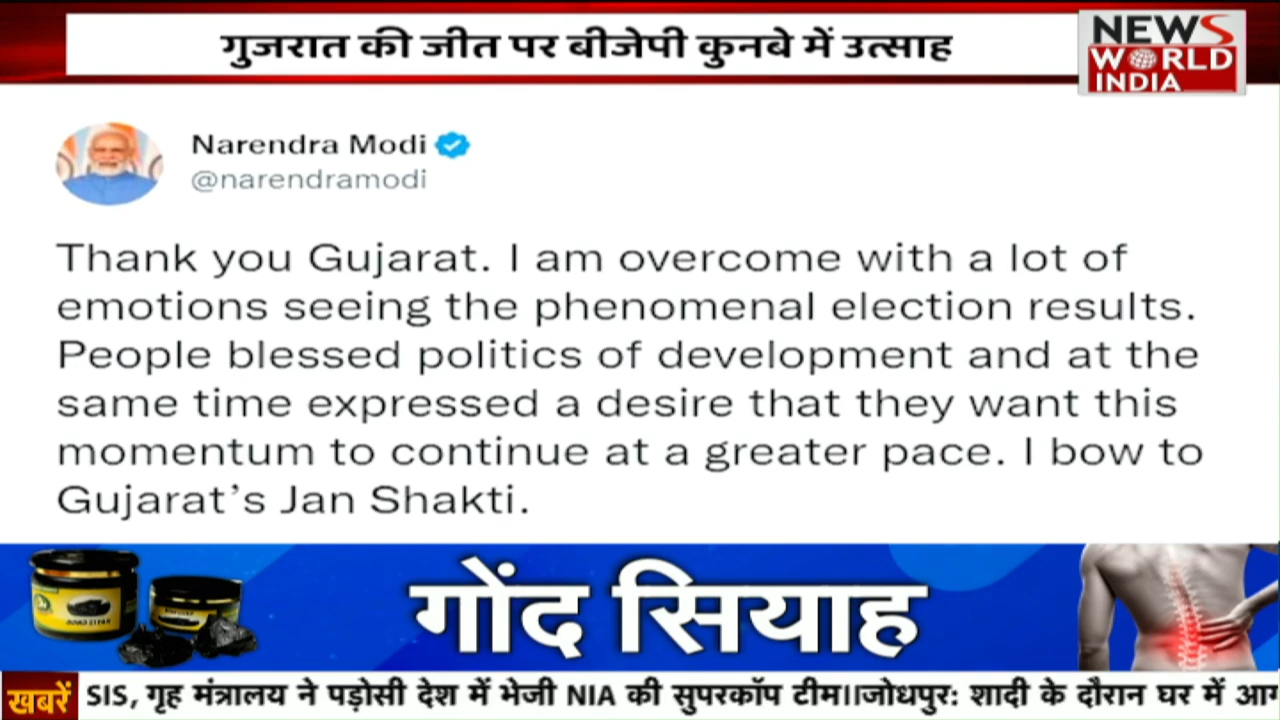 गुजरात की जीत पर बीजेपी कुनबे में उत्साह
NEWS
WORLD
INDIA
Narendra Modi
@narendramodi
Thank you Gujarat. I am overcome with a lot of
emotions seeing the phenomenal election results.
People blessed politics of development and at the
same time expressed a desire that they want this
momentum to continue at a greater pace. I bow to
Gujarat’s Jan Shakti.
गोंद सियाह
खबरें
SIS, गृह मंत्रालय ने पड़ोसी देश में भेजी NIA की सुपरकॉप टीम।।जोधपुर: शादी के दौरान घर में